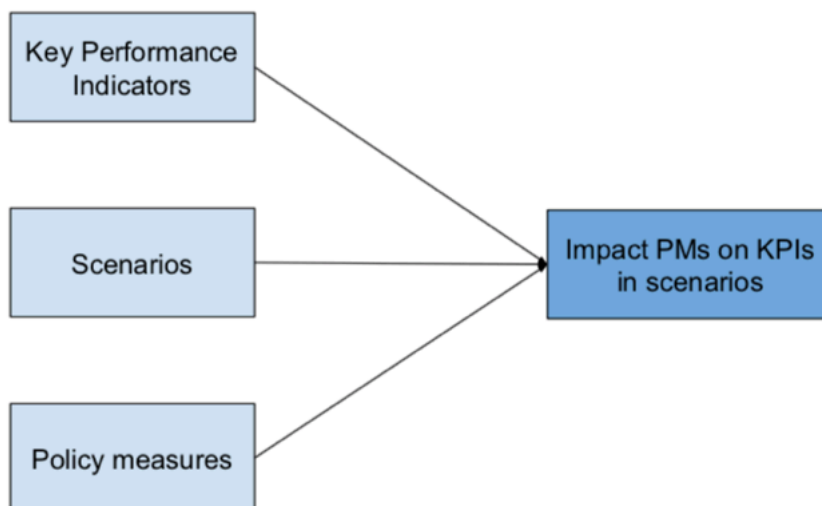 Key Performance
Indicators
Scenarios
Impact PMs on KPIs
in scenarios
Policy measures